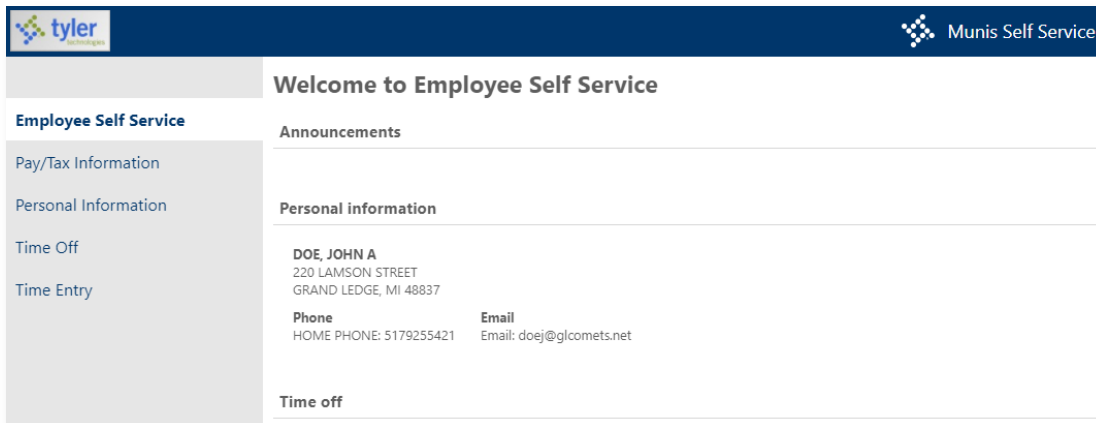 tyler
technologies
Munis Self Service
Welcome to Employee Self Service
Employee Self Service
Pay/Tax Information
Personal Information
Time Off
Time Entry
Announcements
Personal information
DOE, JOHN A
220 LAMSON STREET
GRAND LEDGE, MI 48837
Phone Email
HOME PHONE: 5179255421 Email: doej@glcomets.net
Time off